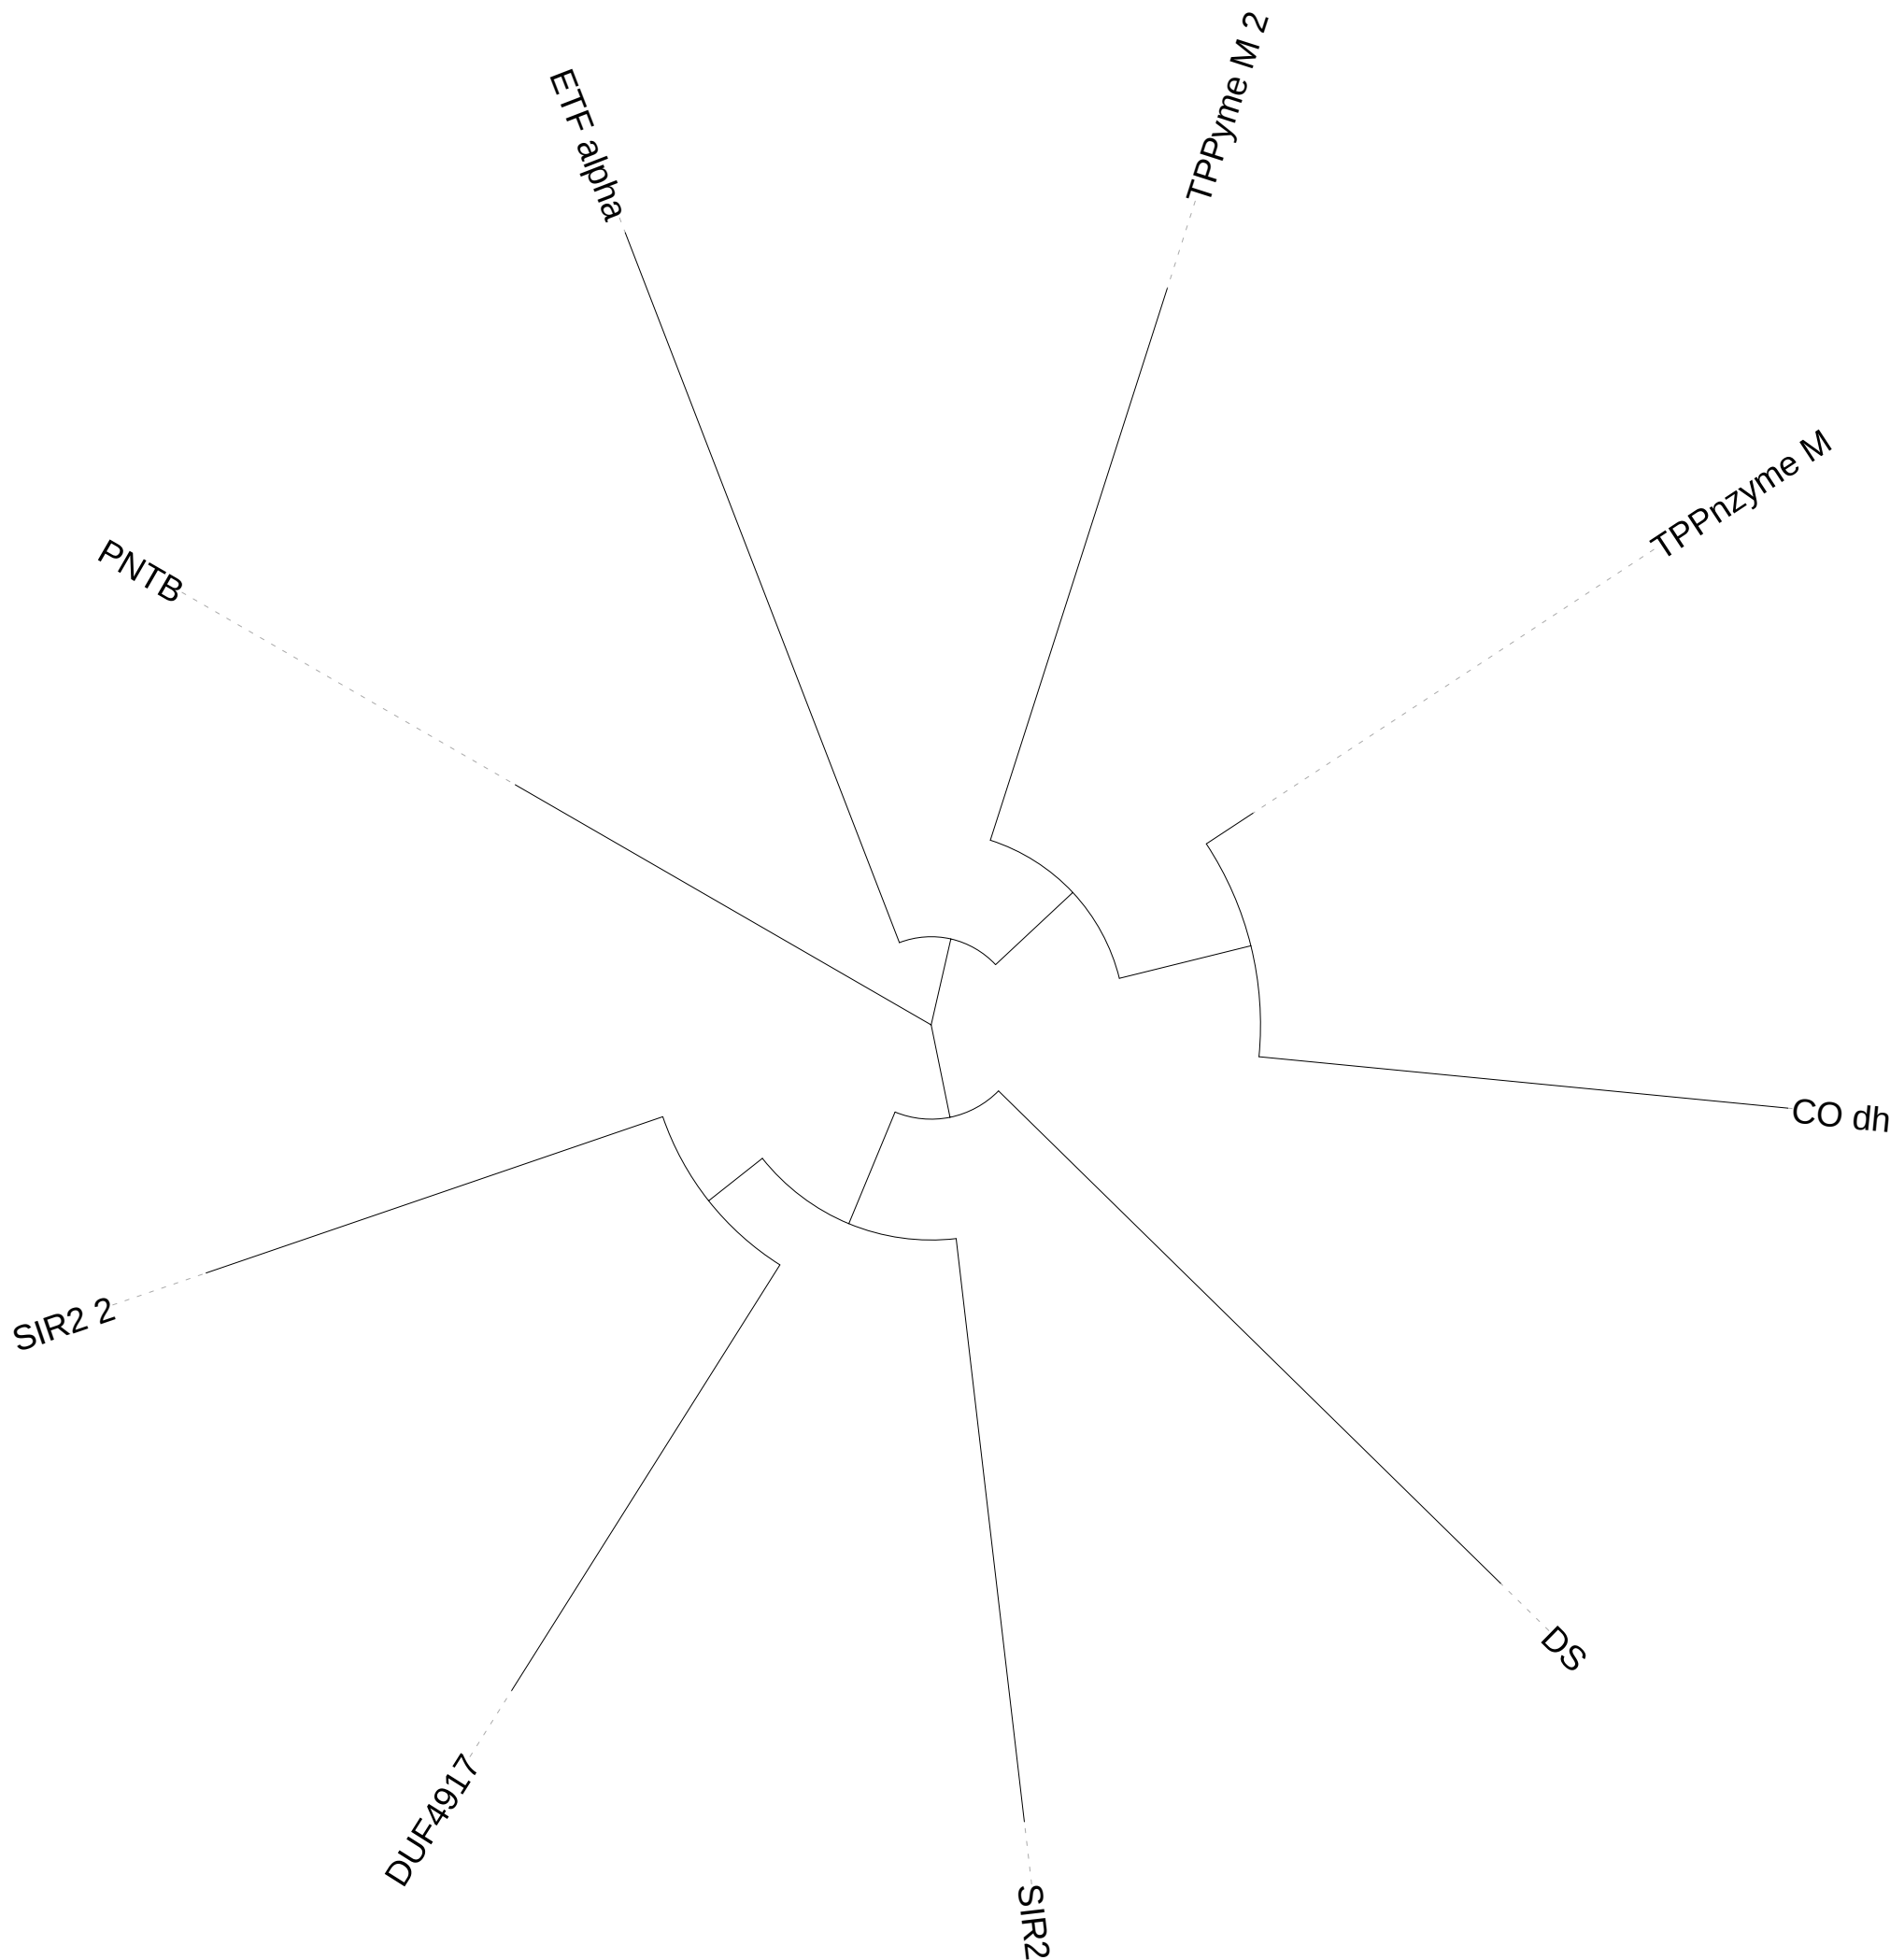 TPPyme M 2
ETF alpha
TPPnzyme M
PNTB
CO dh
SIR2 2
DS
DUF4917
SIR2